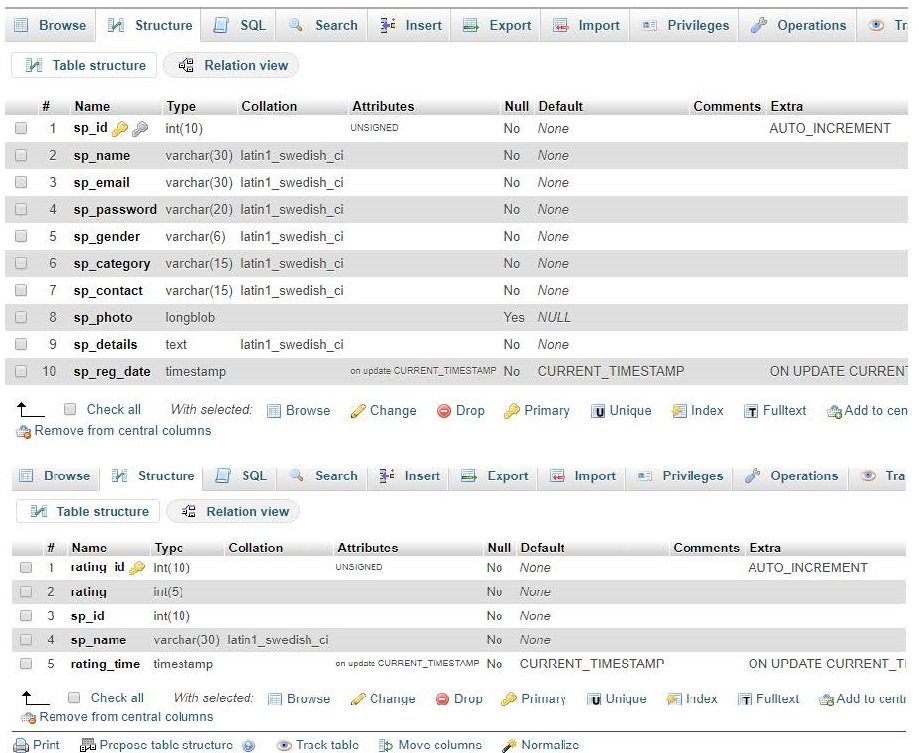 Browse Structure SQL Search Insert Export Import Privileges Operations Tr
Table structure Relation view
# Name Type Collation Attributes Null Default Comments Extra
1 sp_id int(10) UNSIGNED No None AUTO_INCREMENT
2 sp_name varchar(30) latin1_swedish_ci No None
3 sp_email varchar(30) latin1_swedish_ci No None
4 sp_password varchar(20) latin1_swedish_ci No None
5 sp_gender varchar(6) latin1_swedish_ci No None
6 sp_category varchar(15) latin1_swedish_ci No None
7 sp_contact varchar(15) latin1_swedish_ci No None
8 sp_photo longblob Yes NULL
9 sp_details text latin1_swedish_ci No None
10 sp_reg_date timestamp on update CURRENT_TIMESTAMP No CURRENT_TIMESTAMP ON UPDATE CURRENT
Check all With selected: Browse Change Drop Primary Unique Index Fulltext Add to cen
Remove from central columns
Browse Structure SQL Search Insert Export Import Privileges Operations Tra
Table structure Relation view
# Name Type Collation Attributes Null Default Comments Extra
1 rating_id int(10) UNSIGNED No None AUTO_INCREMENT
2 rating int(5) No None
3 sp_id int(10) No None
4 sp_name varchar(30) latin1_swedish_ci No None
5 rating_time timestamp on update CURRENT_TIMESTAMP No CURRENT_TIMESTAMP ON UPDATE CURRENT_TI
Check all With selected: Browse Change Drop Primary Unique Index Fulltext Add to centr
Remove from central columns
Print Propose table structure Track table Move columns Normalize